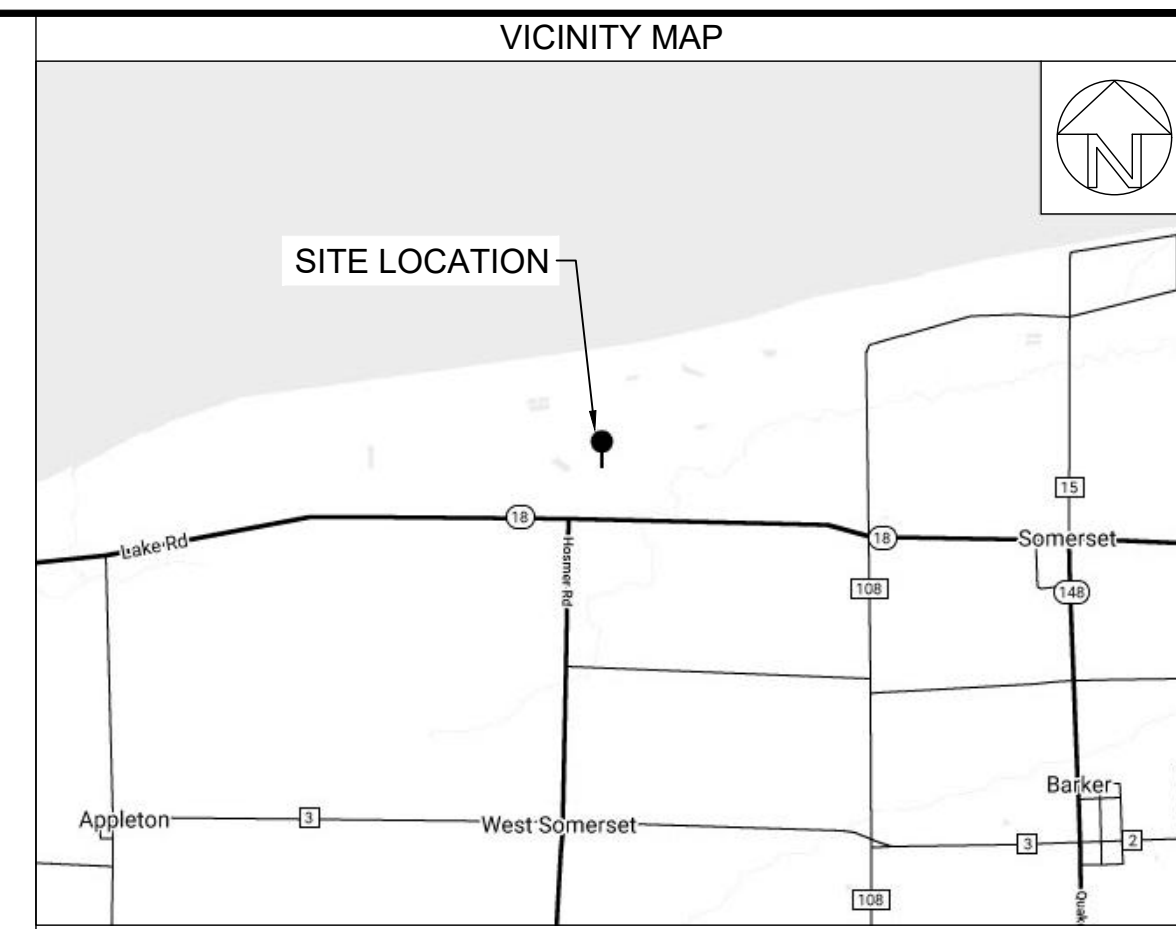 VICINITY MAP
N
SITE LOCATION
15
18
Lake Rd
Hosmer Rd
18
Somerset
108
148
Barker
Appleton
3
West Somerset
3
2
108
Quak